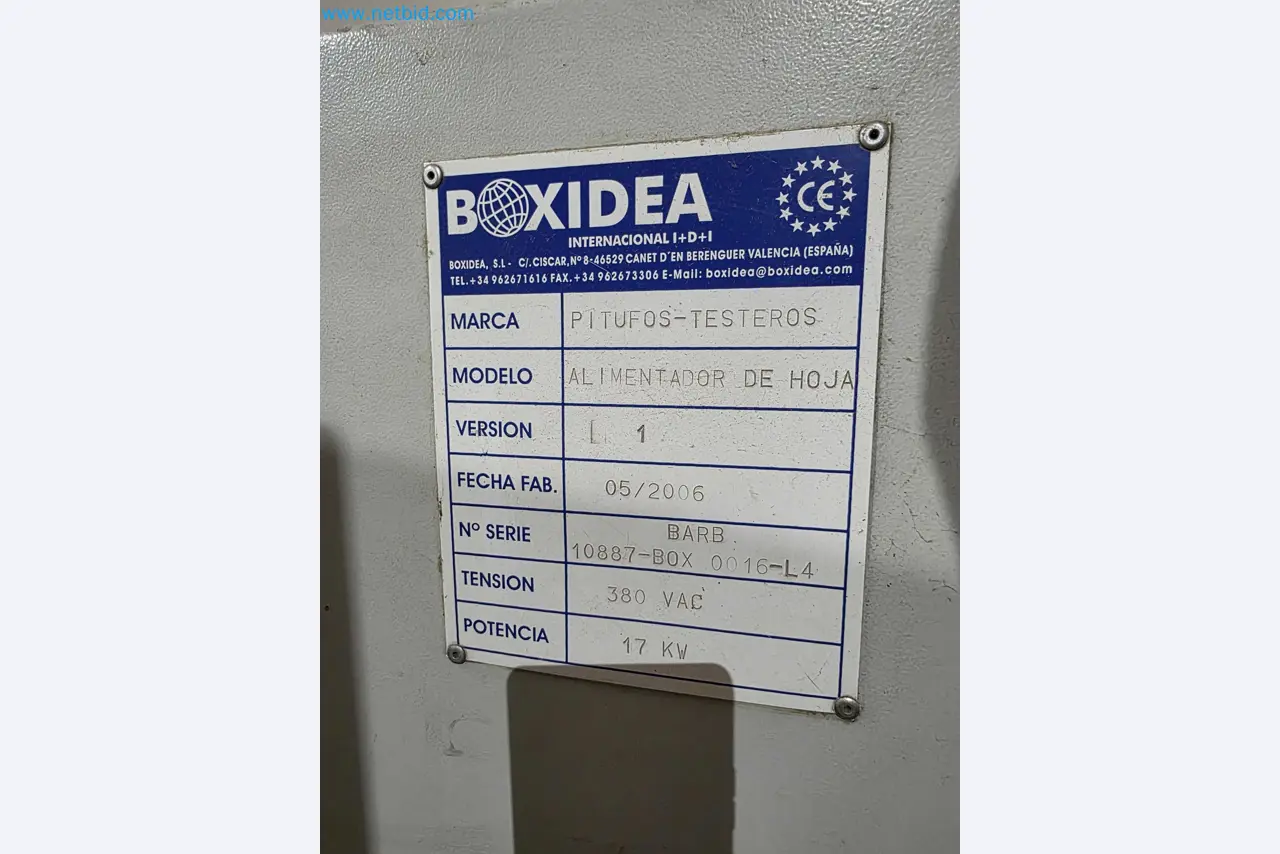 www.netbid.com
BOXIDEA
CE
INTERNACIONAL I+D+I
BOXIDEA, S.L - C/. CISCAR, Nº 8-46529 CANET D'EN BERENGUER VALENCIA (ESPAÑA)
TEL.+34 962671616 FAX.+34 962673306 E-Mail: boxidea@boxidea.com
MARCA PITUFOS-TESTEROS
MODELO ALIMENTADOR DE HOJA
VERSION L 1
FECHA FAB. 05/2006
Nº SERIE BARB.
10887-BOX 0016-L4
TENSION 380 VAC
POTENCIA 17 KW